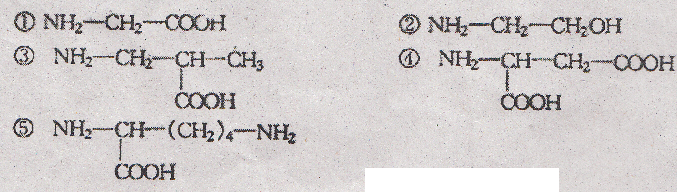 ① NH₂—CH₂—COOH ② NH₂—CH₂—CH₂OH
③ NH₂—CH₂—CH—CH₃ ④ NH₂—CH—CH₂—COOH
COOH COOH
⑤ NH₂—CH—(CH₂)₄—NH₂
COOH